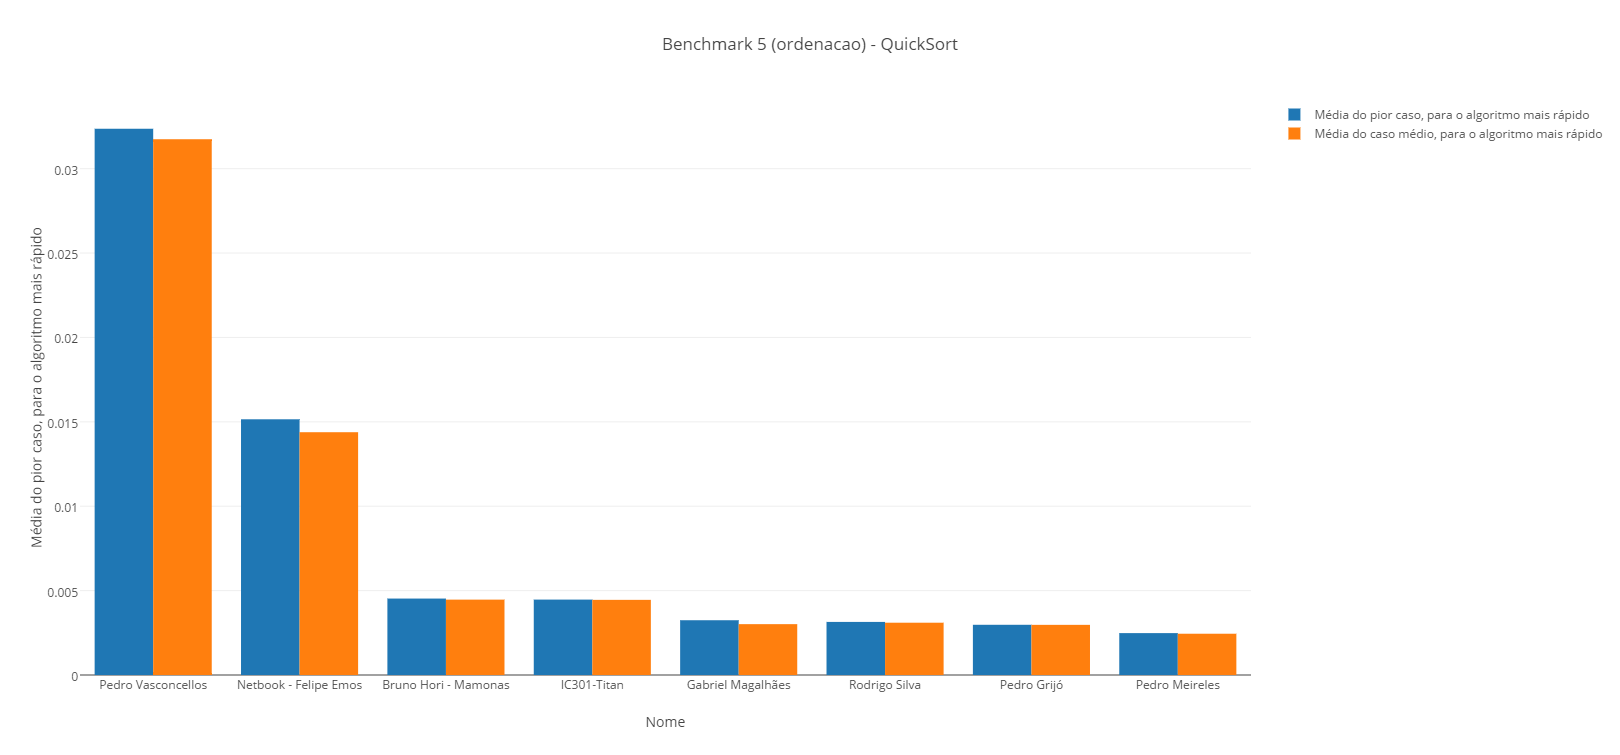 Benchmark 5 (ordenacao) - QuickSort
Média do pior caso, para o algoritmo mais rápido
Média do caso médio, para o algoritmo mais rápido
Média do pior caso, para o algoritmo mais rápido
0.03
0.025
0.02
0.015
0.01
0.005
0
Pedro Vasconcellos
Netbook - Felipe Emos
Bruno Hori - Mamonas
IC301-Titan
Gabriel Magalhães
Rodrigo Silva
Pedro Grijó
Pedro Meireles
Nome